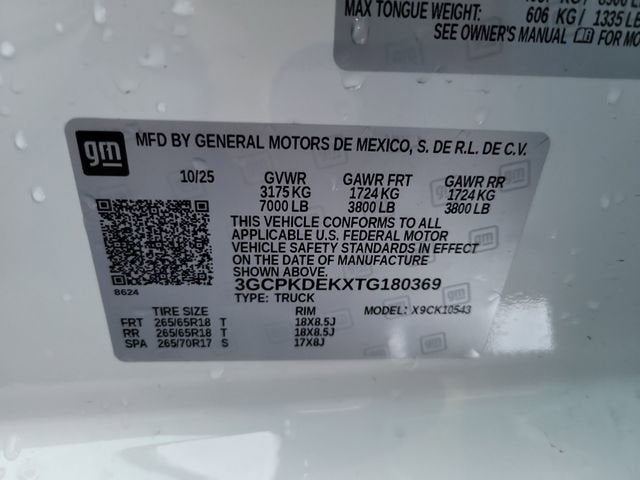 MAX TONGUE WEIGHT: 606 KG / 1335 LB
SEE OWNER'S MANUAL FOR MO
gm
MFD BY GENERAL MOTORS DE MEXICO, S. DE R.L. DE C.V.
10/25 GVWR GAWR FRT GAWR RR
3175 KG 1724 KG 1724 KG
7000 LB 3800 LB 3800 LB
THIS VEHICLE CONFORMS TO ALL
APPLICABLE U.S. FEDERAL MOTOR
VEHICLE SAFETY STANDARDS IN EFFECT
ON THE DATE OF MANUFACTURE
SHOWN ABOVE.
8624 3GCPKDEKXTG180369
TYPE: TRUCK
TIRE SIZE RIM MODEL: X9CK10543
FRT 265/65R18 T 18X8.5J
RR 265/65R18 T 18X8.5J
SPA 265/70R17 S 17X8J